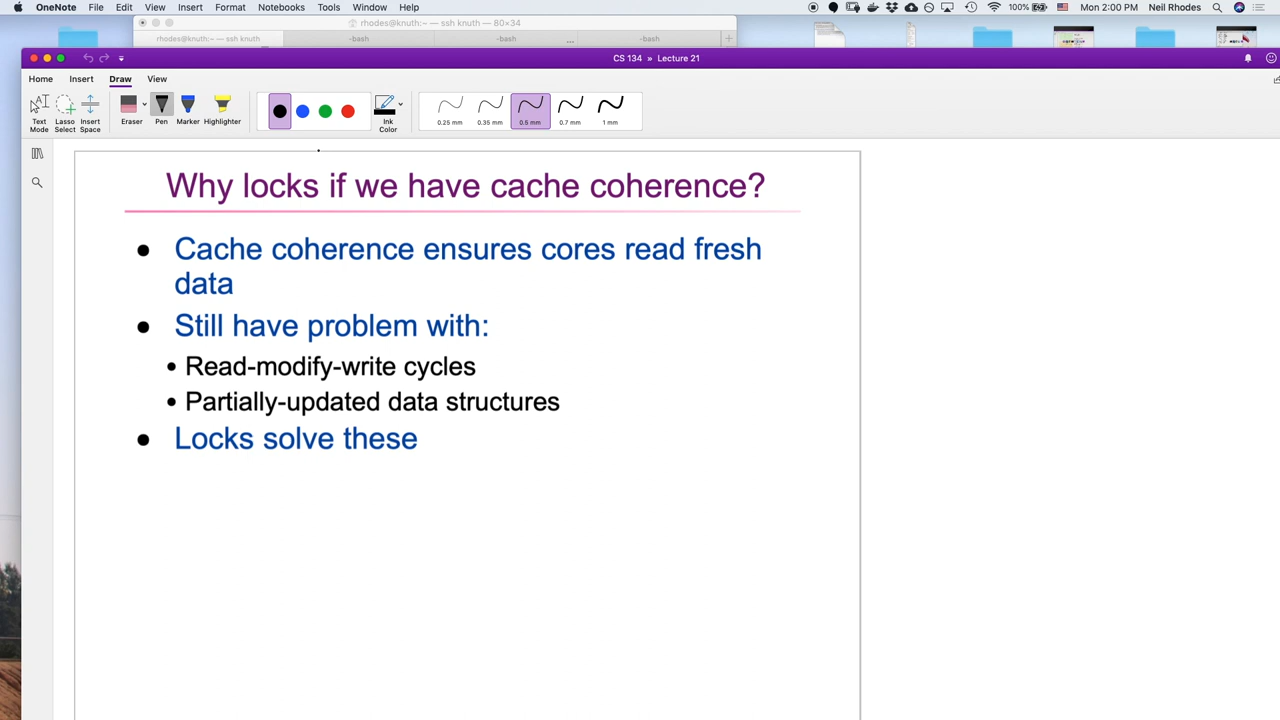 OneNote File Edit View Insert Format Notebooks Tools Window Help 100% Mon 2:00 PM Neil Rhodes
rhodes@knuth:~ — ssh knuth — 80×34
rhodes@knuth:~ — ssh knuth -bash -bash ... -bash +
CS 134 » Lecture 21
Home Insert Draw View
Text Mode Lasso Select Insert Space Eraser Pen Marker Highlighter Ink Color 0.25 mm 0.35 mm 0.5 mm 0.7 mm 1 mm
Why locks if we have cache coherence?
● Cache coherence ensures cores read fresh
data
● Still have problem with:
• Read-modify-write cycles
• Partially-updated data structures
● Locks solve these